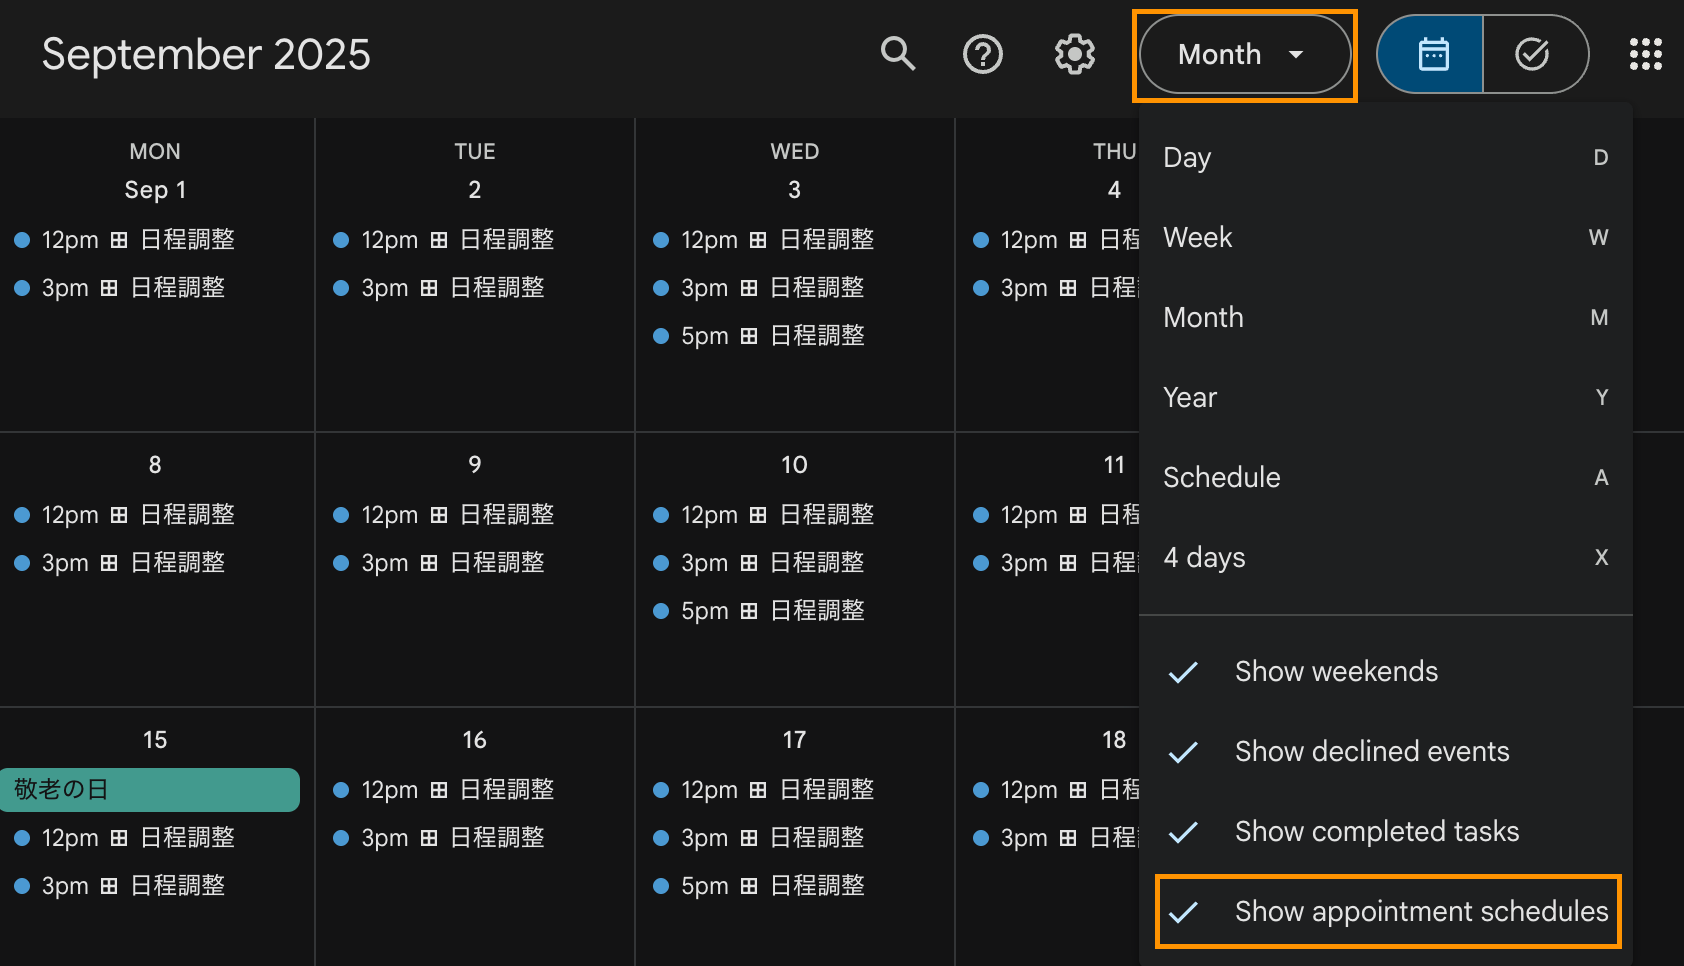 September 2025
Month
MON TUE WED THU
Sep 1 2 3 4
12pm 日程調整 12pm 日程調整 12pm 日程調整 12pm 日程
3pm 日程調整 3pm 日程調整 3pm 日程調整 3pm 日程
5pm 日程調整
8 9 10 11
12pm 日程調整 12pm 日程調整 12pm 日程調整 12pm 日程
3pm 日程調整 3pm 日程調整 3pm 日程調整 3pm 日程
5pm 日程調整
15 16 17 18
敬老の日 12pm 日程調整 12pm 日程調整 12pm 日程
12pm 日程調整 3pm 日程調整 3pm 日程調整 3pm 日程
3pm 日程調整 5pm 日程調整
Day D
Week W
Month M
Year Y
Schedule A
4 days X
Show weekends
Show declined events
Show completed tasks
Show appointment schedules